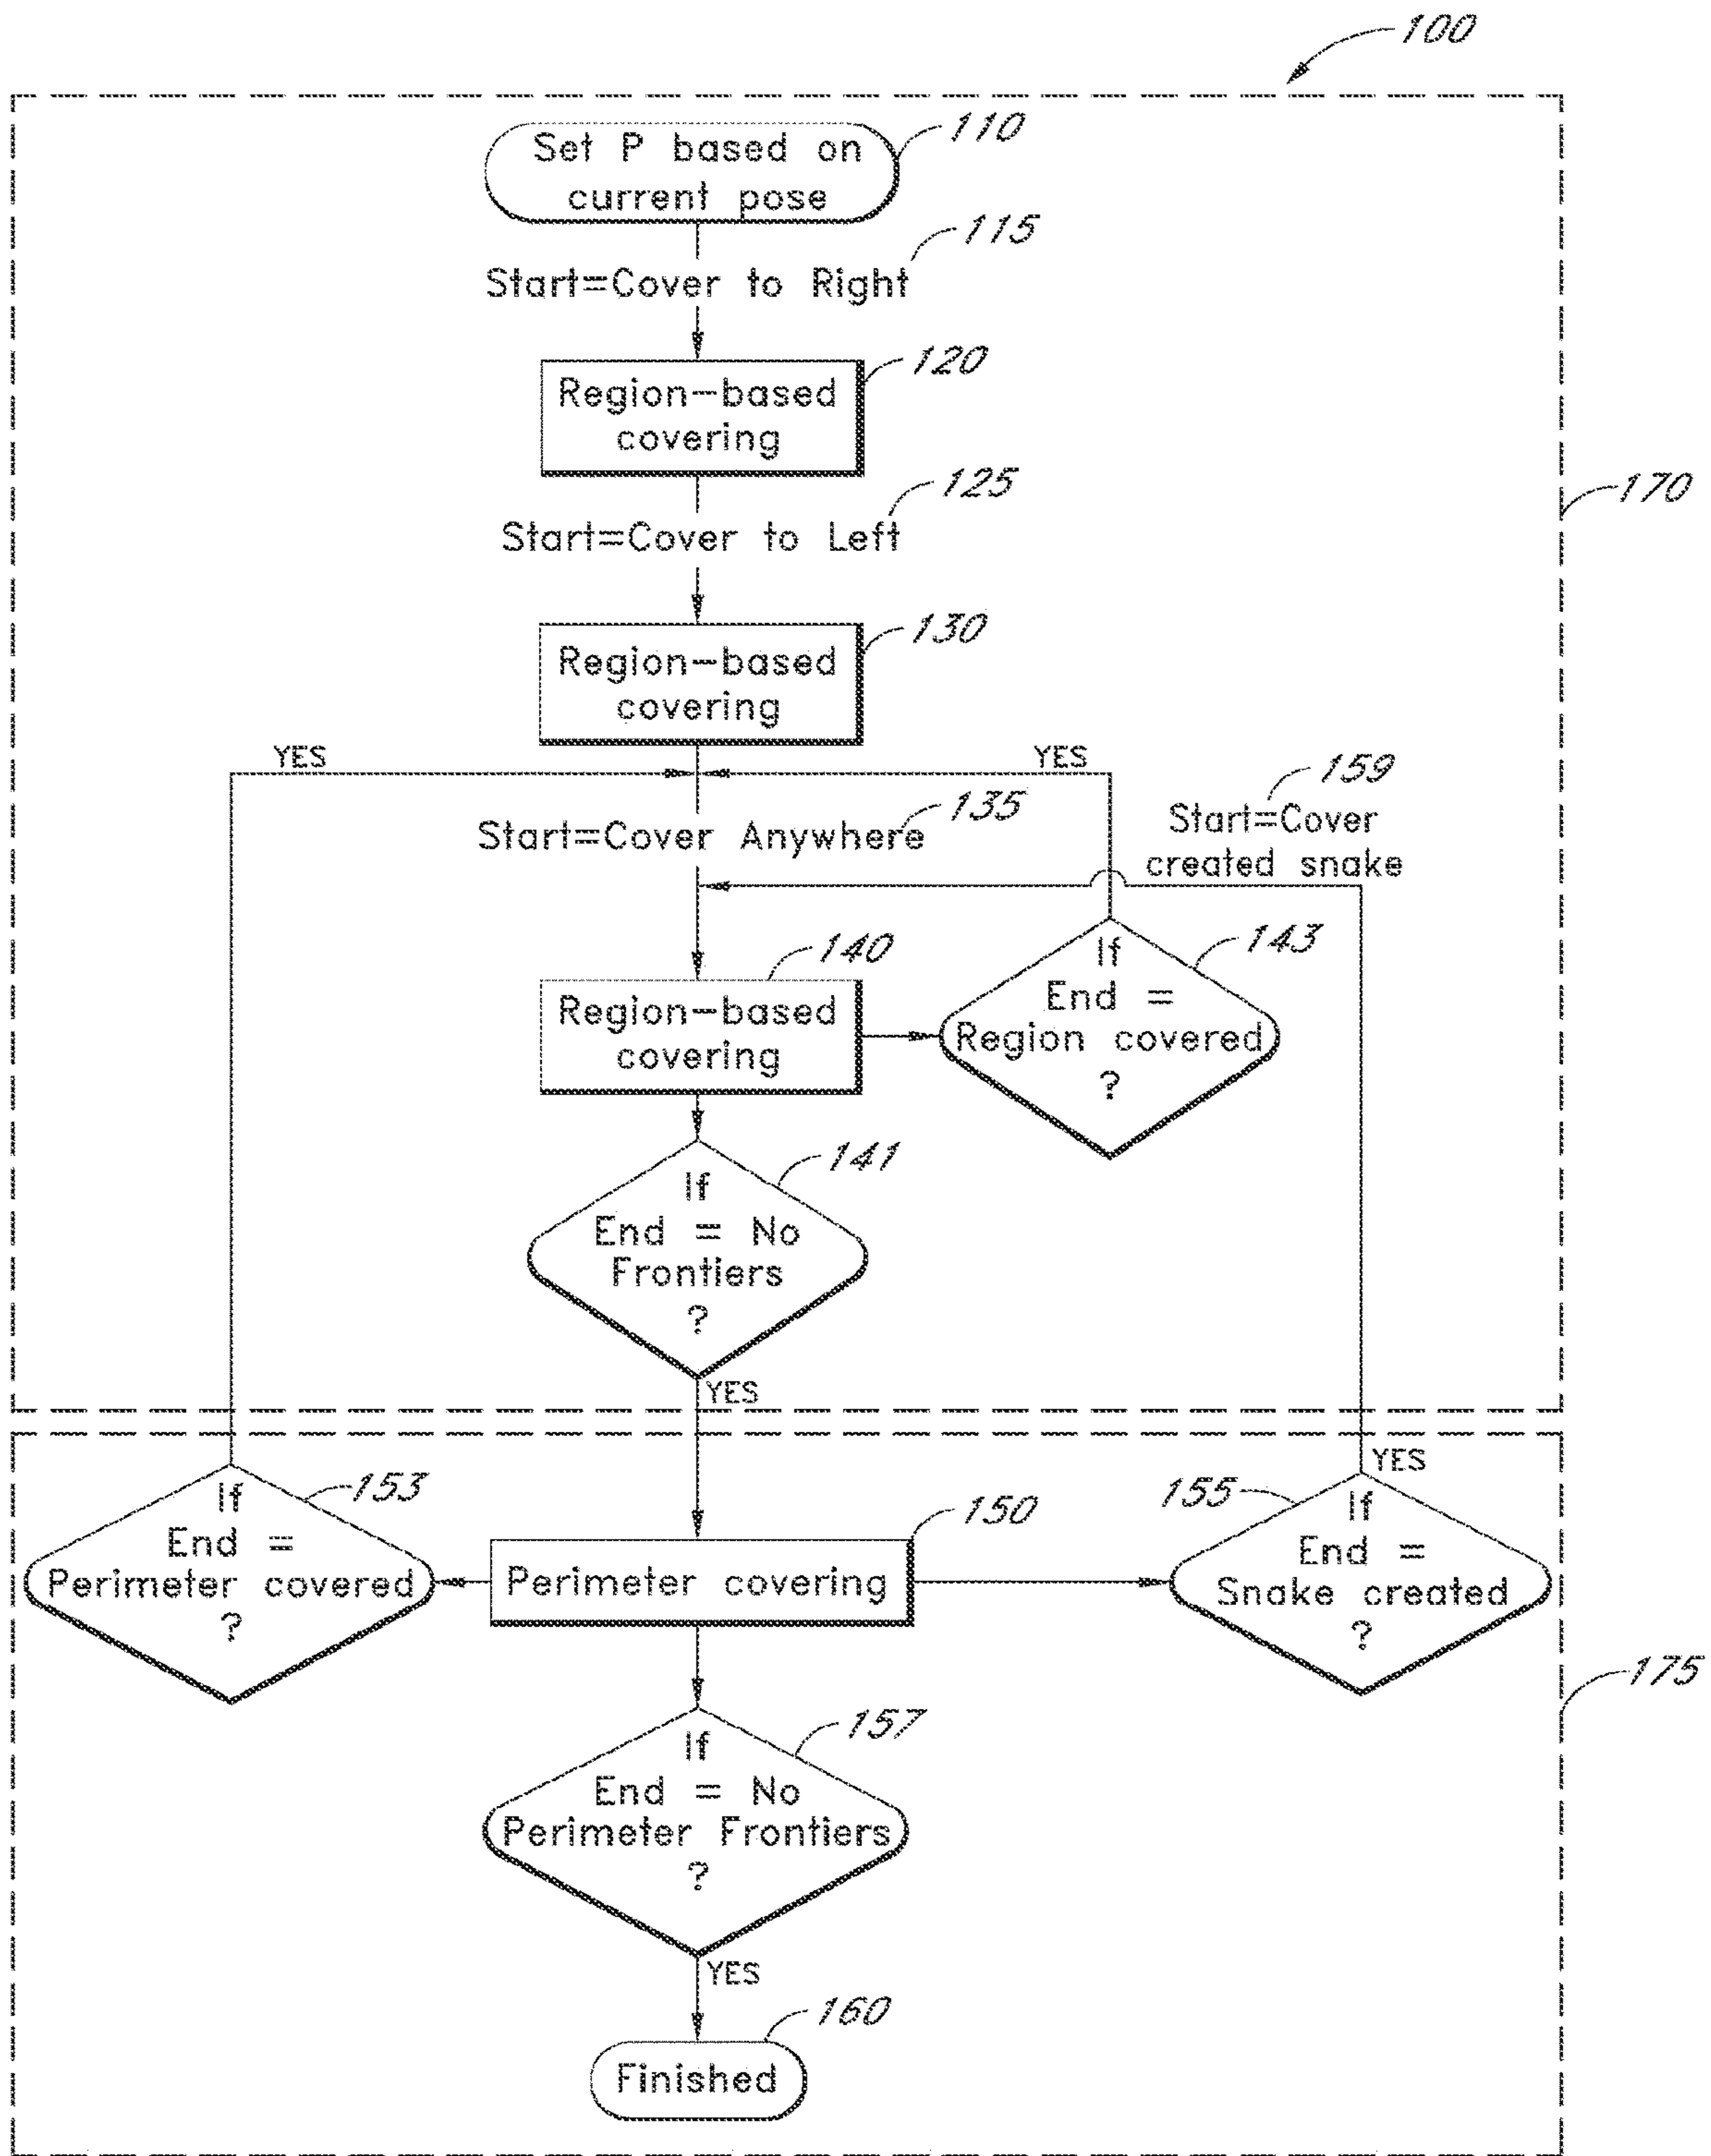 100
Set P based on
current pose
110
Start=Cover to Right
115
Region-based
covering
120
Start=Cover to Left
125
170
Region-based
covering
130
YES
YES
Start=Cover Anywhere
135
159
Start=Cover
created snake
Region-based
covering
140
If
End =
Region covered
?
143
If
End = No
Frontiers
?
141
YES
If
End =
Perimeter covered
?
153
Perimeter covering
150
YES
155
If
End =
Snake created
?
175
If
End = No
Perimeter Frontiers
?
157
YES
160
Finished